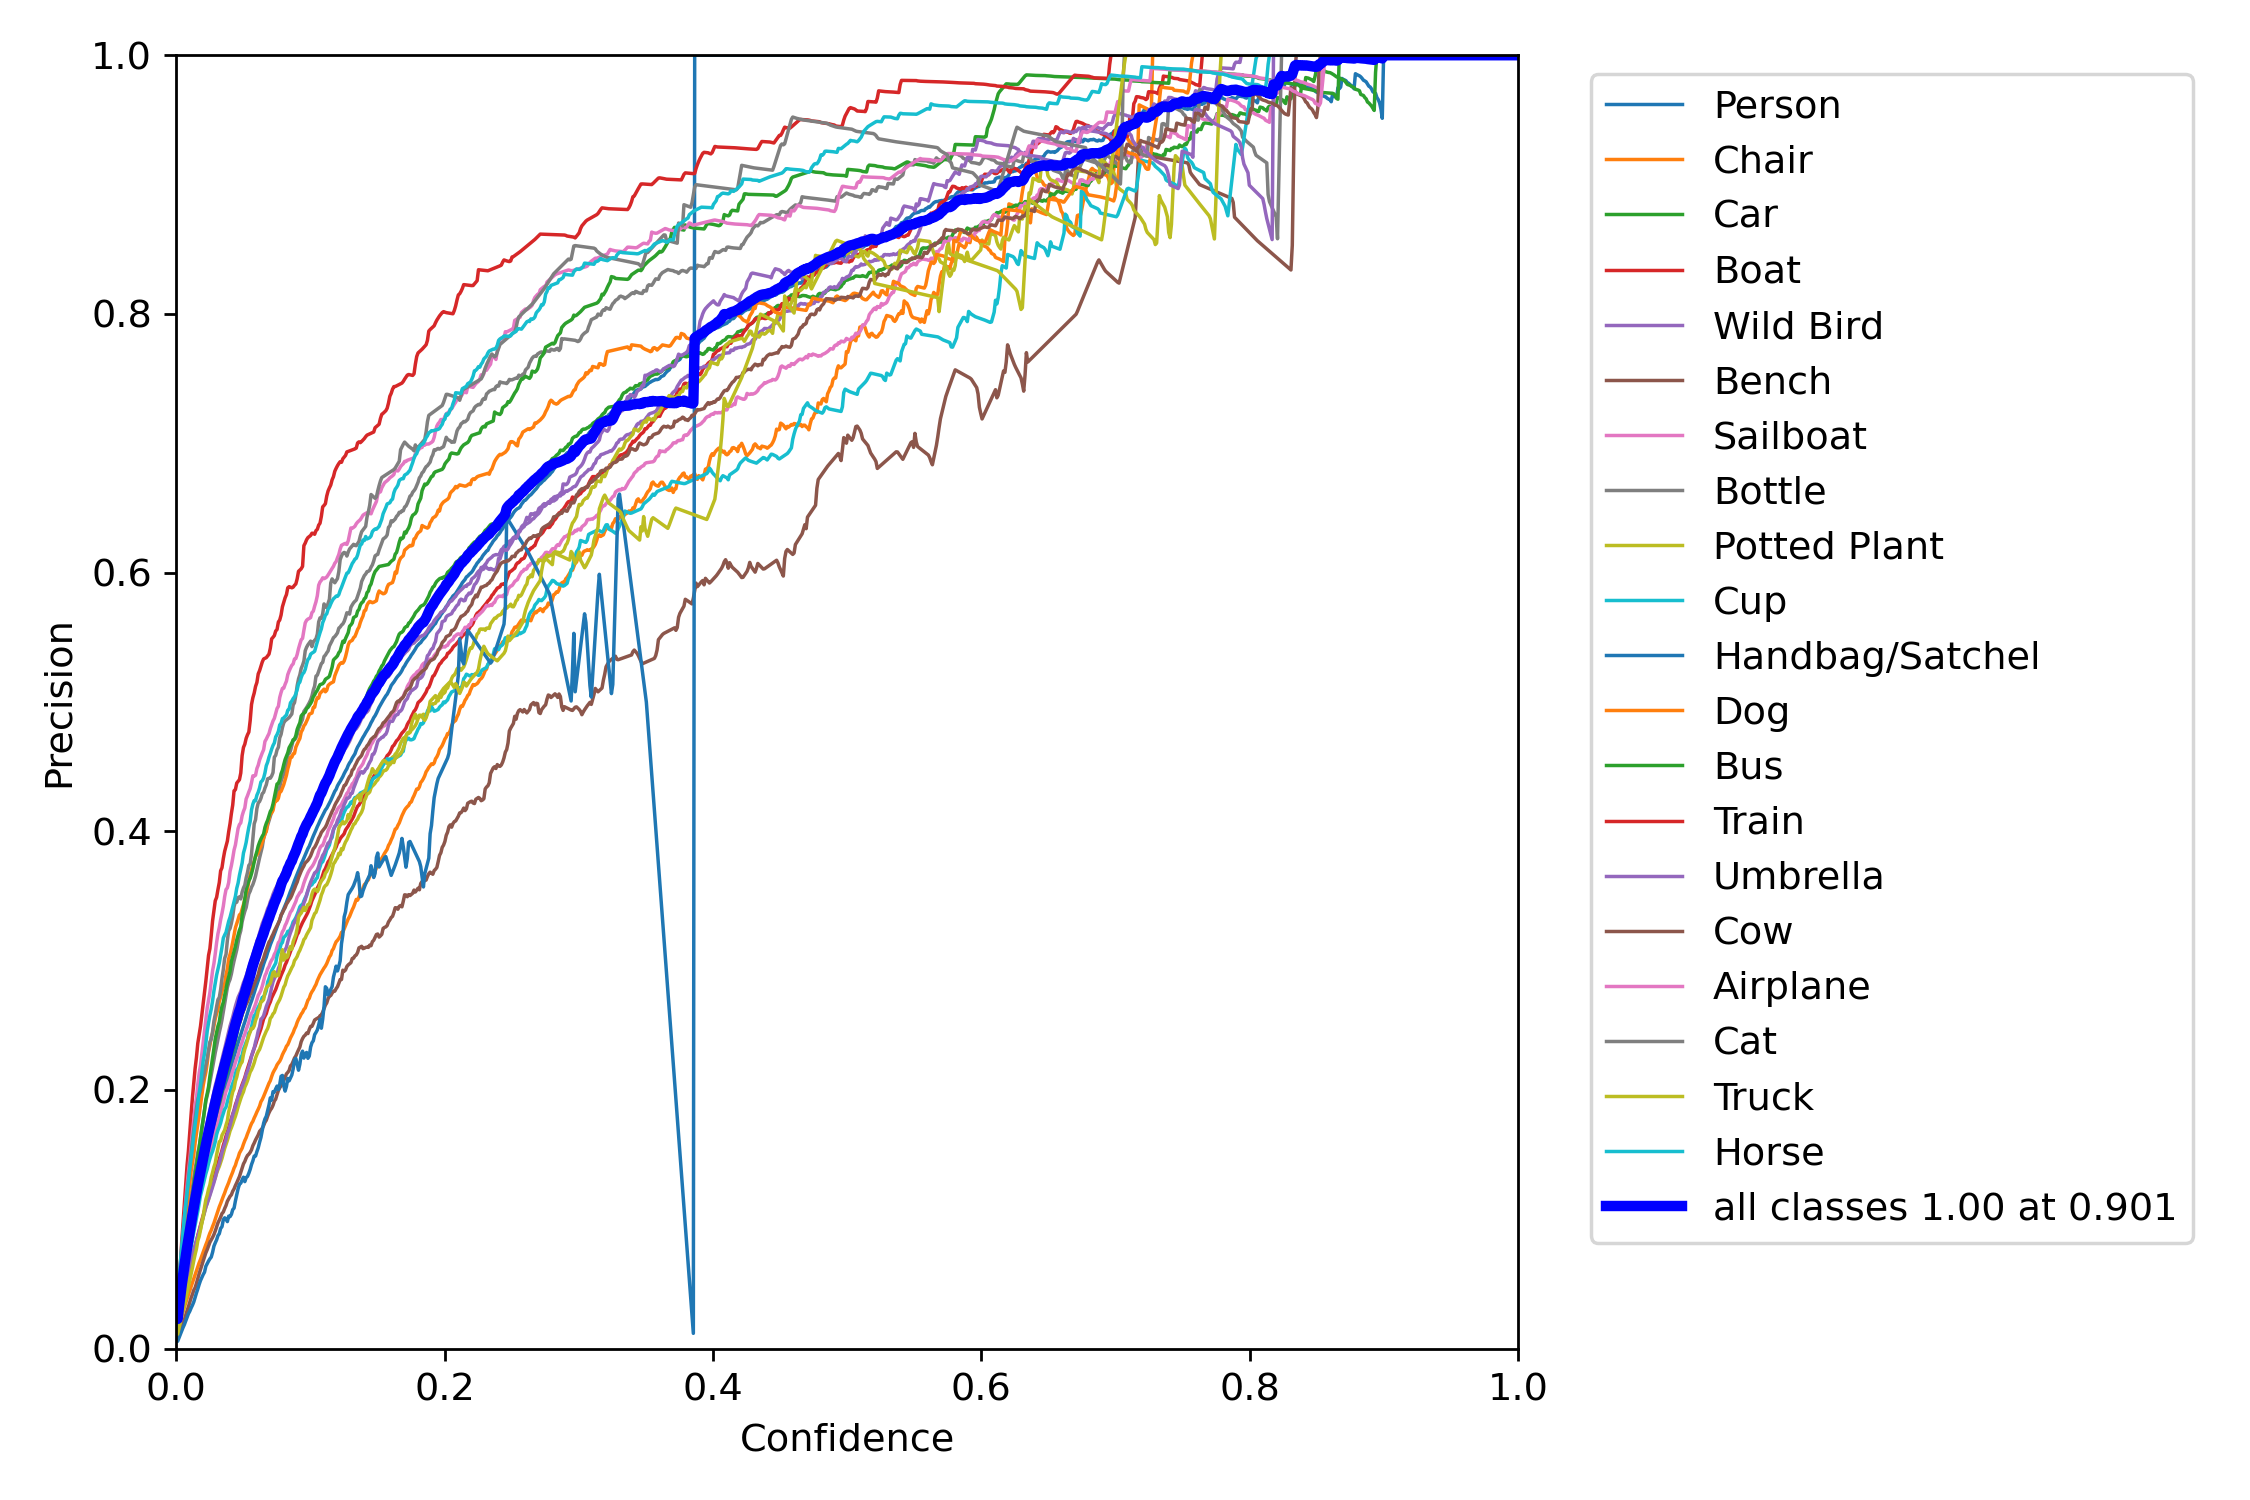 1.0
0.8
0.6
0.4
0.2
0.0
Precision
0.0 0.2 0.4 0.6 0.8 1.0
Confidence
Person
Chair
Car
Boat
Wild Bird
Bench
Sailboat
Bottle
Potted Plant
Cup
Handbag/Satchel
Dog
Bus
Train
Umbrella
Cow
Airplane
Cat
Truck
Horse
all classes 1.00 at 0.901